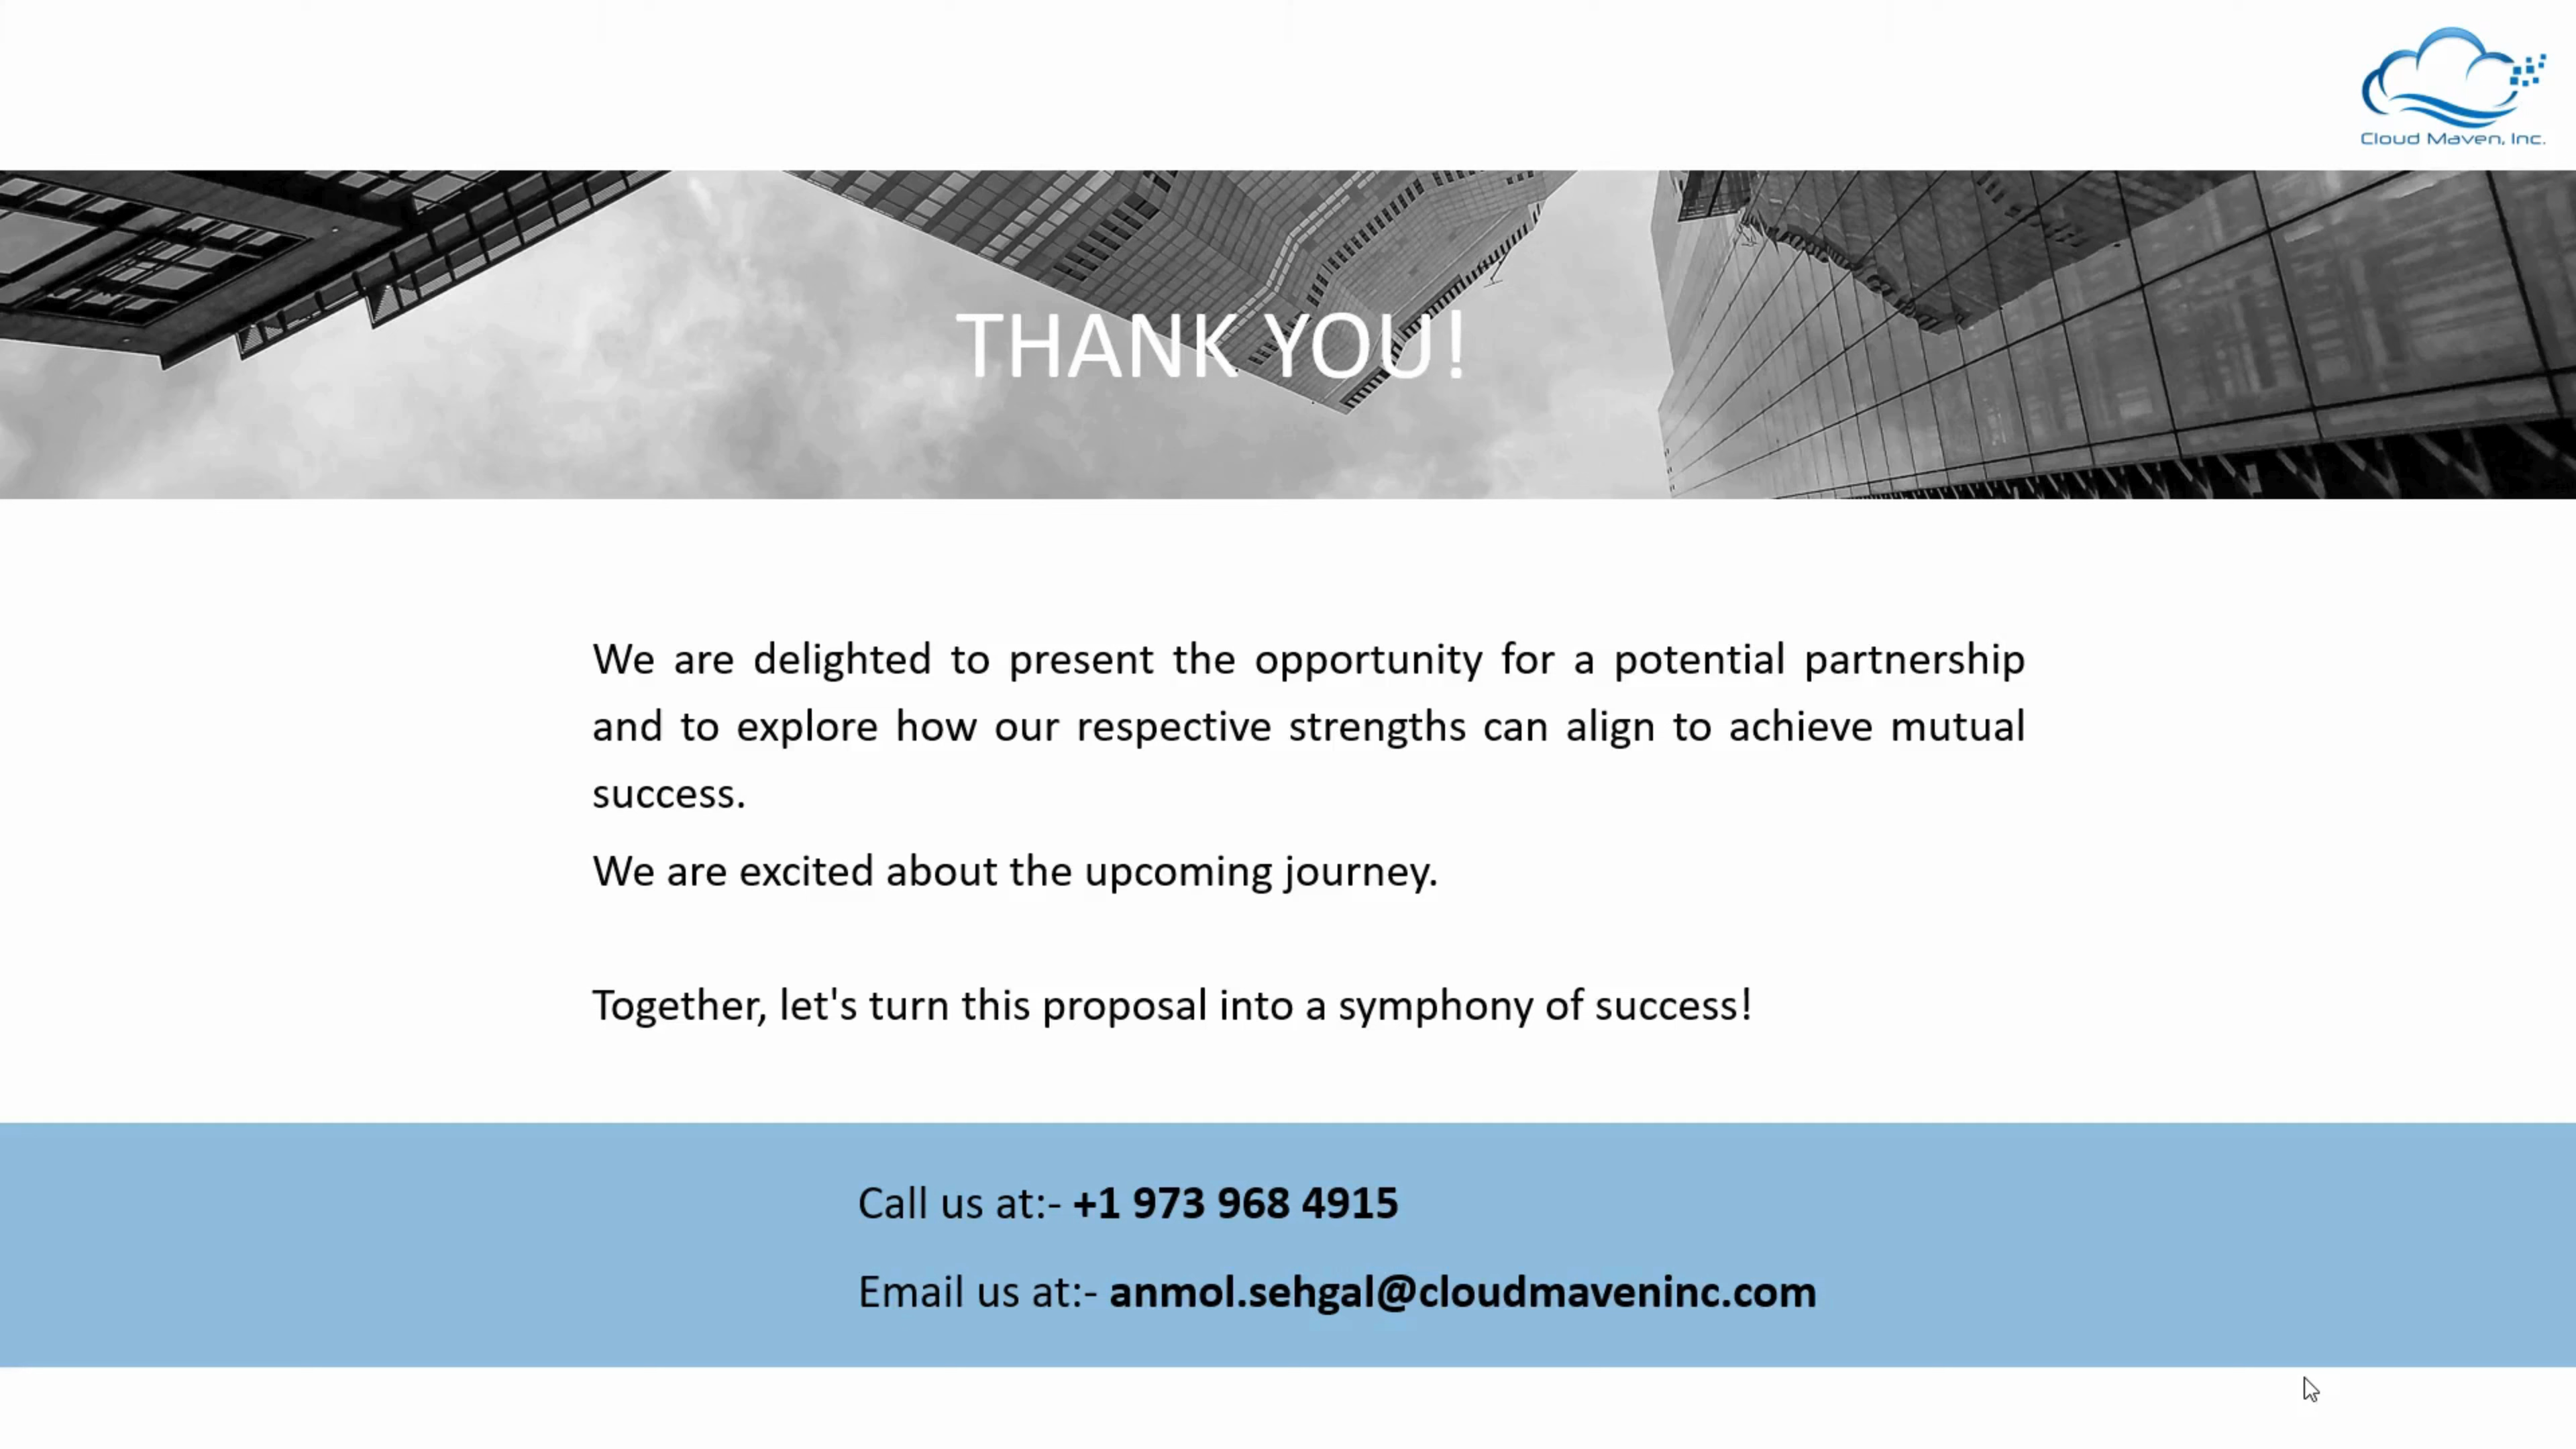 Cloud Maven, Inc.
THANK YOU!
We are delighted to present the opportunity for a potential partnership
and to explore how our respective strengths can align to achieve mutual
success.
We are excited about the upcoming journey.
Together, let's turn this proposal into a symphony of success!
Call us at:- +1 973 968 4915
Email us at:- anmol.sehgal@cloudmaveninc.com